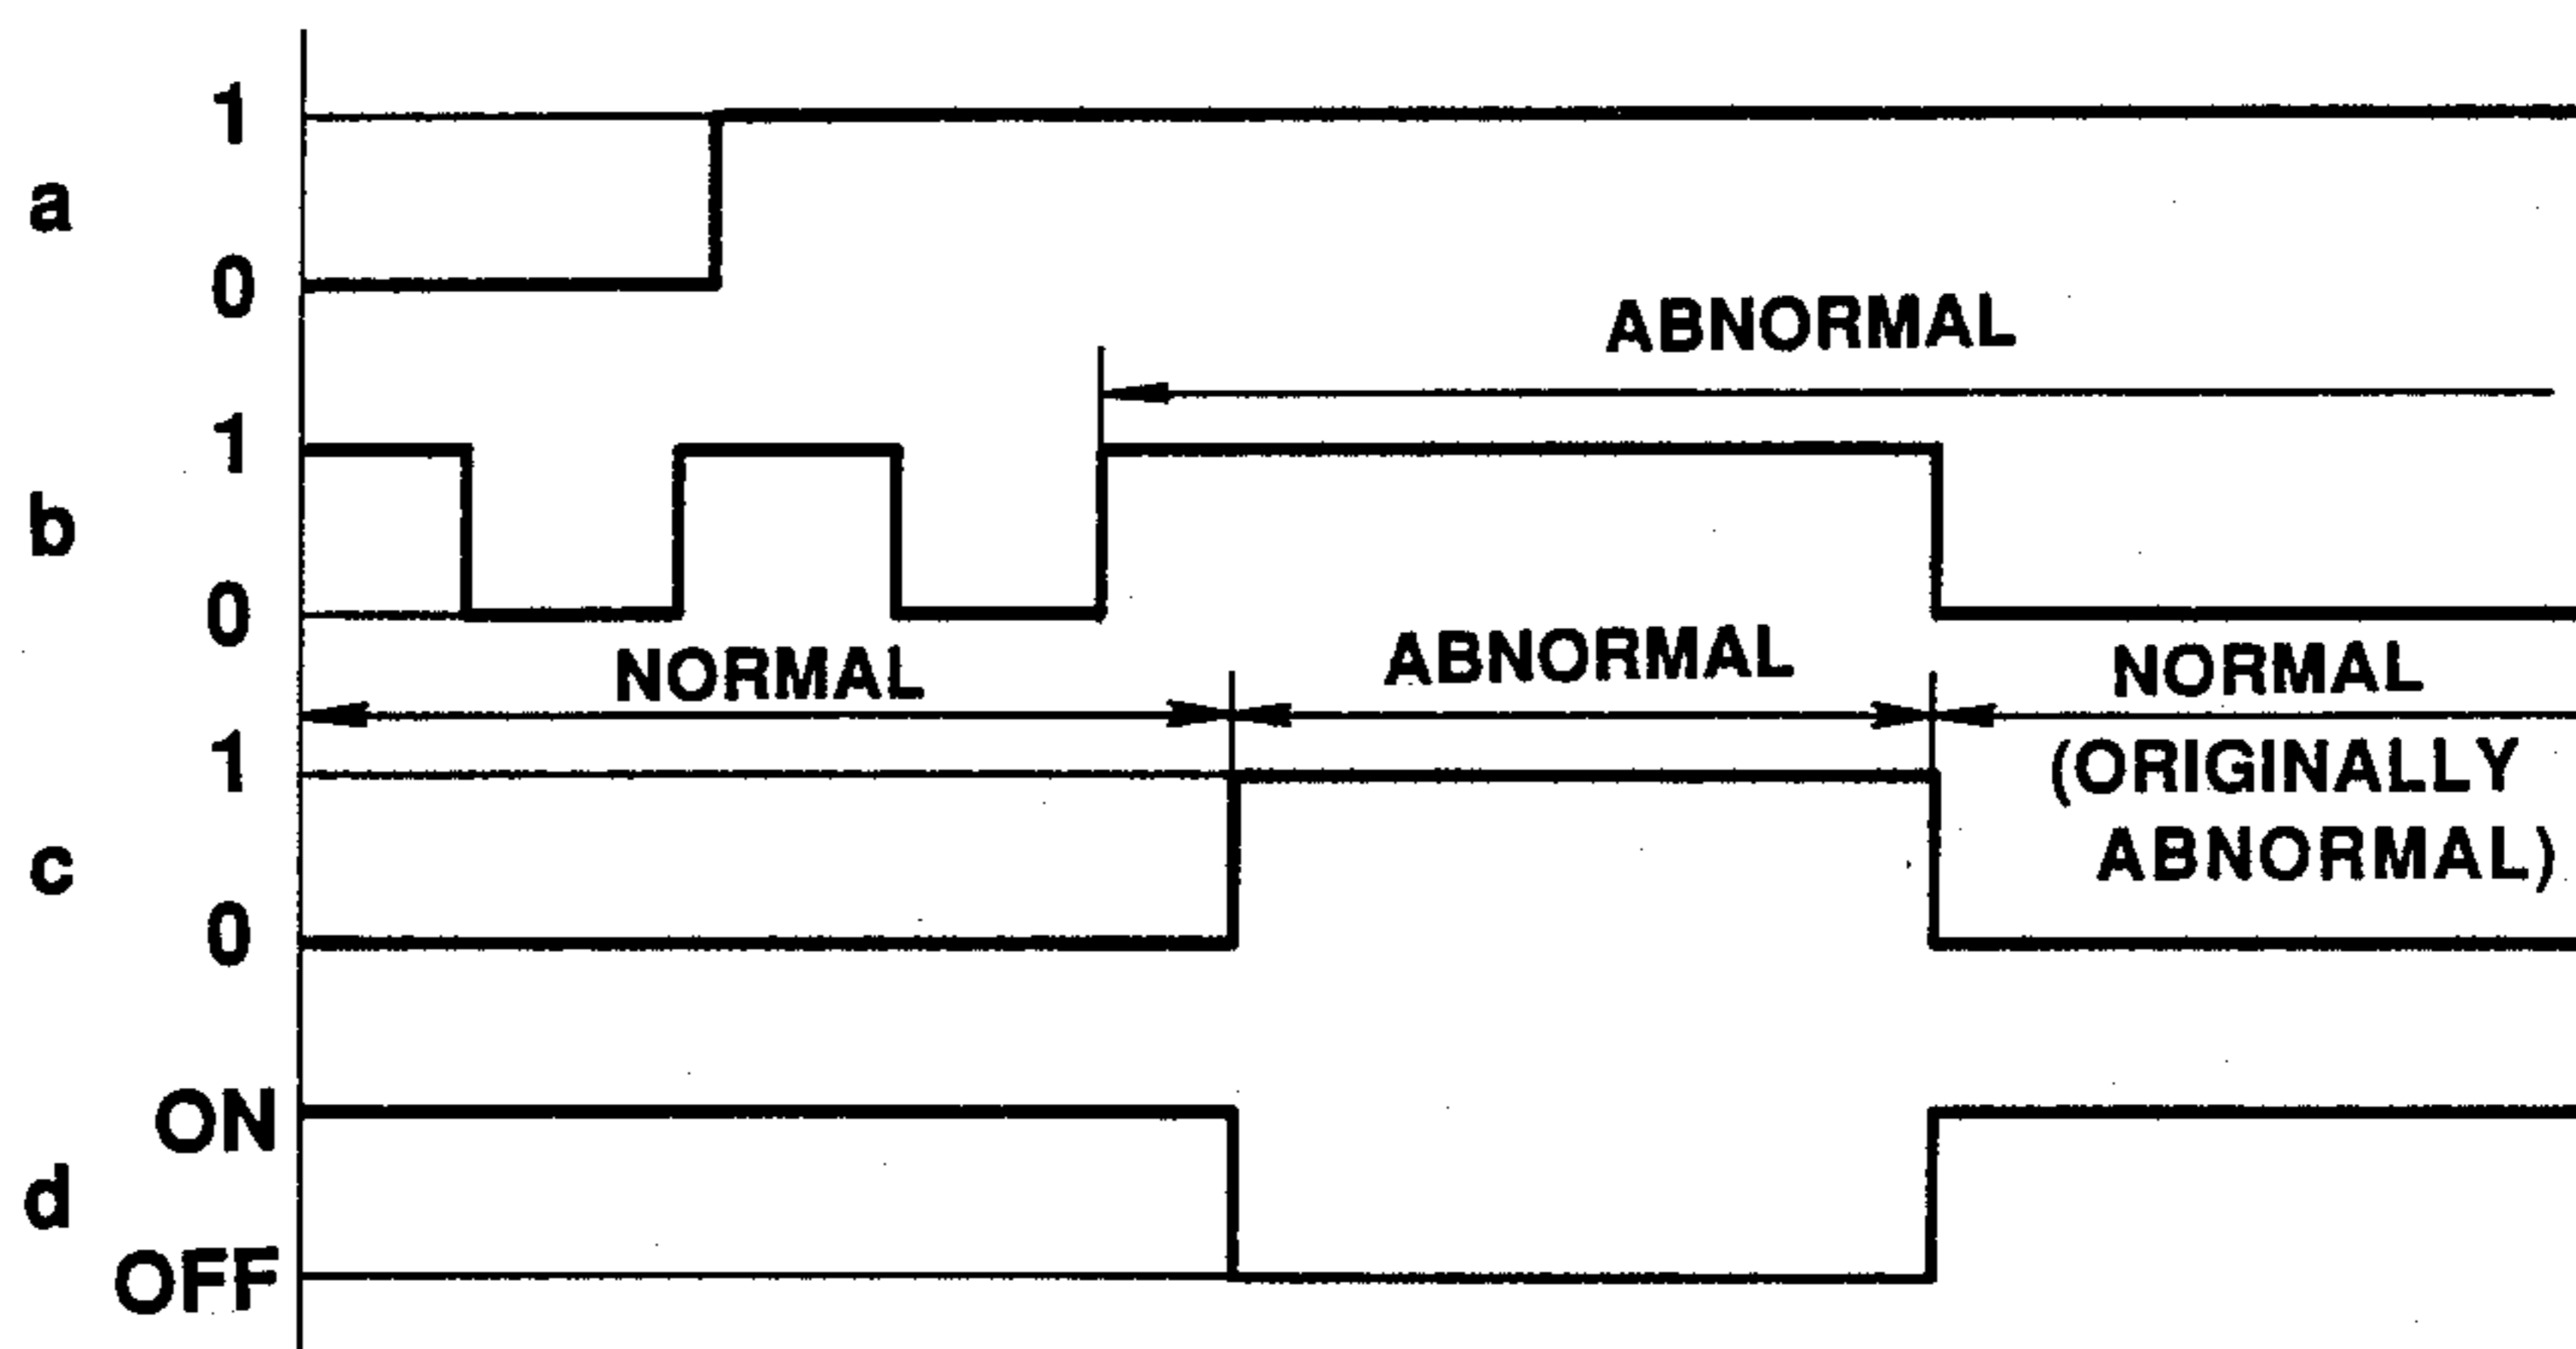 1
a
0
ABNORMAL
1
b
0
NORMAL
ABNORMAL
NORMAL
1
(ORIGINALLY
ABNORMAL)
c
0
ON
d
OFF